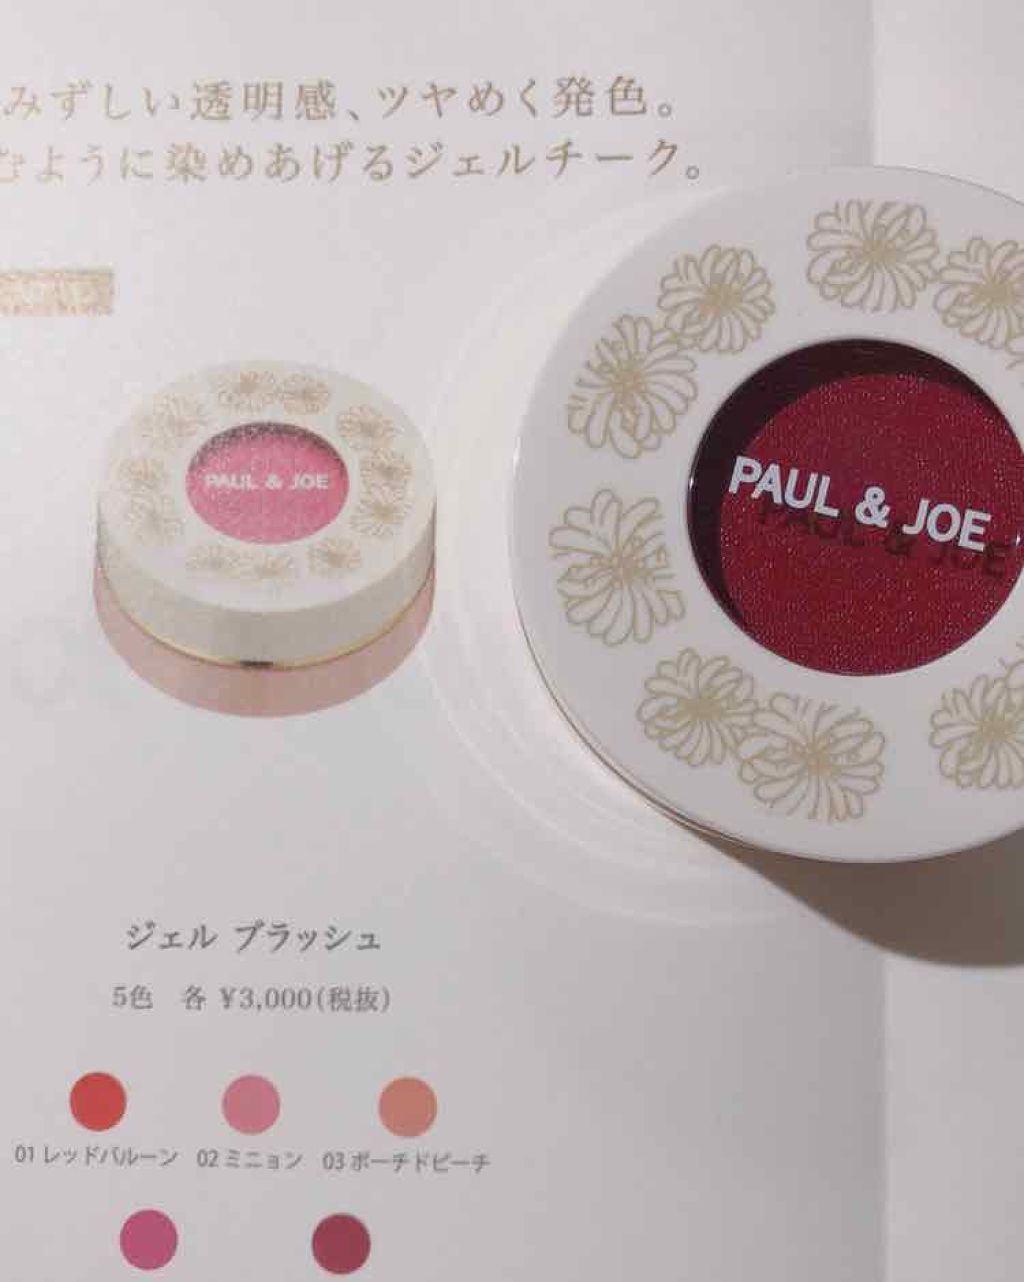 みずしい透明感、ツヤめく発色。
むように染めあげるジェルチーク。
PAUL & JOE
PAUL & JOE
ジェル ブラッシュ
5色 各 ¥3,000(税抜)
01 レッドバルーン 02 ミニョン 03 ポーチドピーチ